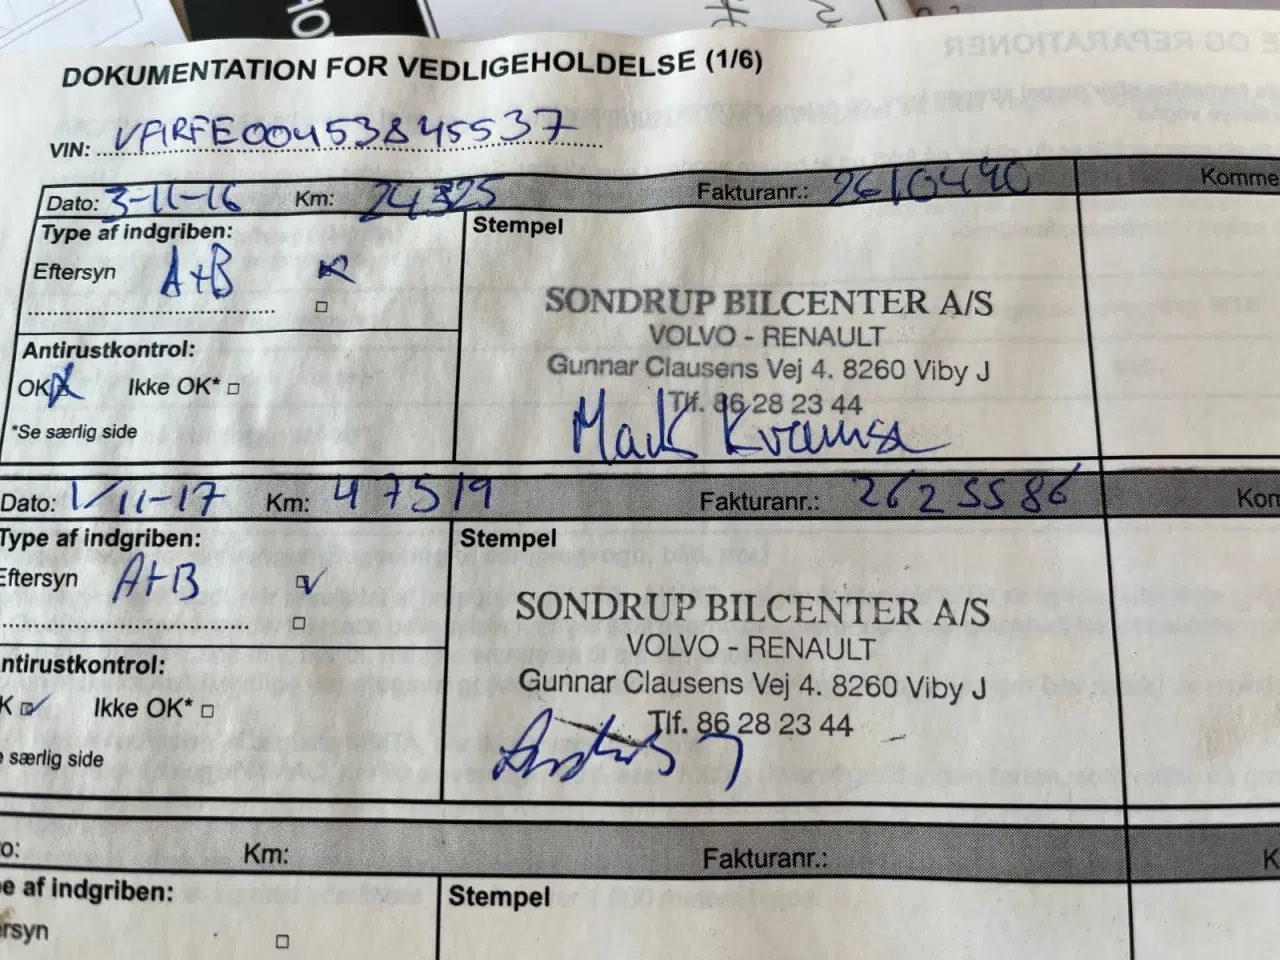 DOKUMENTATION FOR VEDLIGEHOLDELSE (1/6)
VIN: VF1RFE00453845537
Dato: 3-11-16 Km: 24325 Fakturanr.: 2610440 Komme
Type af indgriben: Stempel
Eftersyn A+B
SONDRUP BILCENTER A/S
VOLVO - RENAULT
Antirustkontrol:
Gunnar Clausens Vej 4. 8260 Viby J
OK Ikke OK*
Tlf. 86 28 23 44
*Se særlig side
Mark
Dato: 1/11-17 Km: 47519 Fakturanr.: 2625586 Kom
Type af indgriben: Stempel
Eftersyn A+B
SONDRUP BILCENTER A/S
VOLVO - RENAULT
ntirustkontrol:
Gunnar Clausens Vej 4. 8260 Viby J
K Ikke OK*
Tlf. 86 28 23 44
e særlig side
o: Km: Fakturanr.: K
e af indgriben: Stempel
rsyn